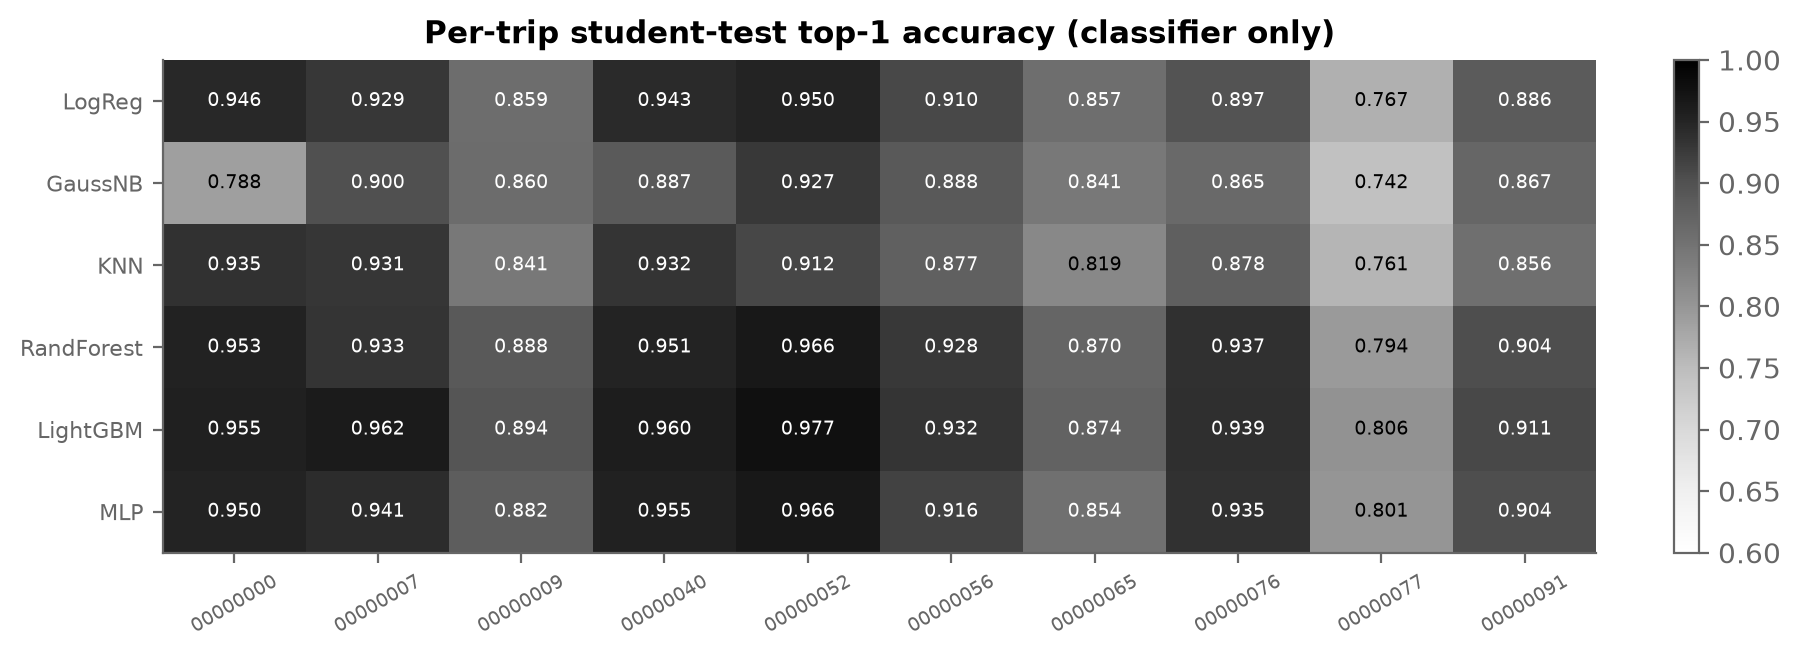 Per-trip student-test top-1 accuracy (classifier only)
LogReg 0.946 0.929 0.859 0.943 0.950 0.910 0.857 0.897 0.767 0.886
GaussNB 0.788 0.900 0.860 0.887 0.927 0.888 0.841 0.865 0.742 0.867
KNN 0.935 0.931 0.841 0.932 0.912 0.877 0.819 0.878 0.761 0.856
RandForest 0.953 0.933 0.888 0.951 0.966 0.928 0.870 0.937 0.794 0.904
LightGBM 0.955 0.962 0.894 0.960 0.977 0.932 0.874 0.939 0.806 0.911
MLP 0.950 0.941 0.882 0.955 0.966 0.916 0.854 0.935 0.801 0.904
00000000 00000007 00000009 00000040 00000052 00000056 00000065 00000076 00000077 00000091
1.00
0.95
0.90
0.85
0.80
0.75
0.70
0.65
0.60